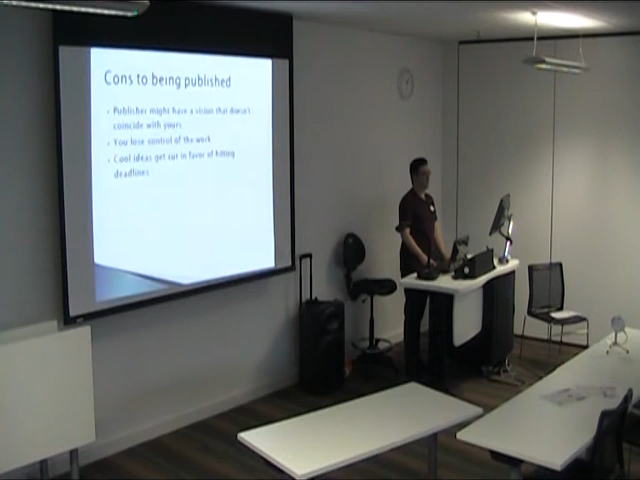 Cons to being published
• Publisher might have a vision that doesn't
coincide with yours
• You lose control of the work
• Cool ideas get cut in favor of hitting
deadlines